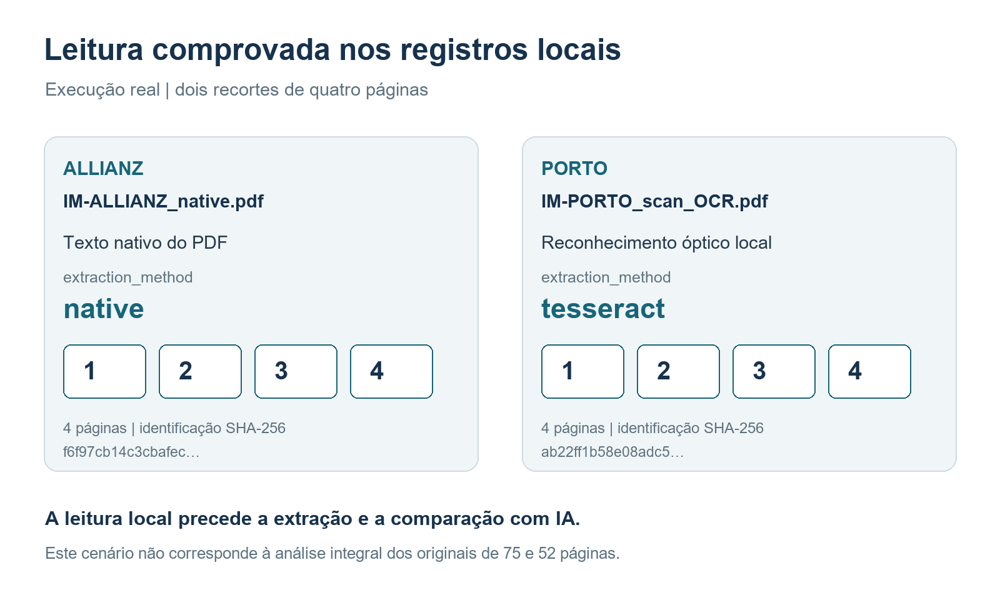 Leitura comprovada nos registros locais
Execução real | dois recortes de quatro páginas
ALLIANZ
IM-ALLIANZ_native.pdf
Texto nativo do PDF
extraction_method
native
1 2 3 4
4 páginas | identificação SHA-256
f6f97cb14c3cbafec…
PORTO
IM-PORTO_scan_OCR.pdf
Reconhecimento óptico local
extraction_method
tesseract
1 2 3 4
4 páginas | identificação SHA-256
ab22ff1b58e08adc5…
A leitura local precede a extração e a comparação com IA.
Este cenário não corresponde à análise integral dos originais de 75 e 52 páginas.